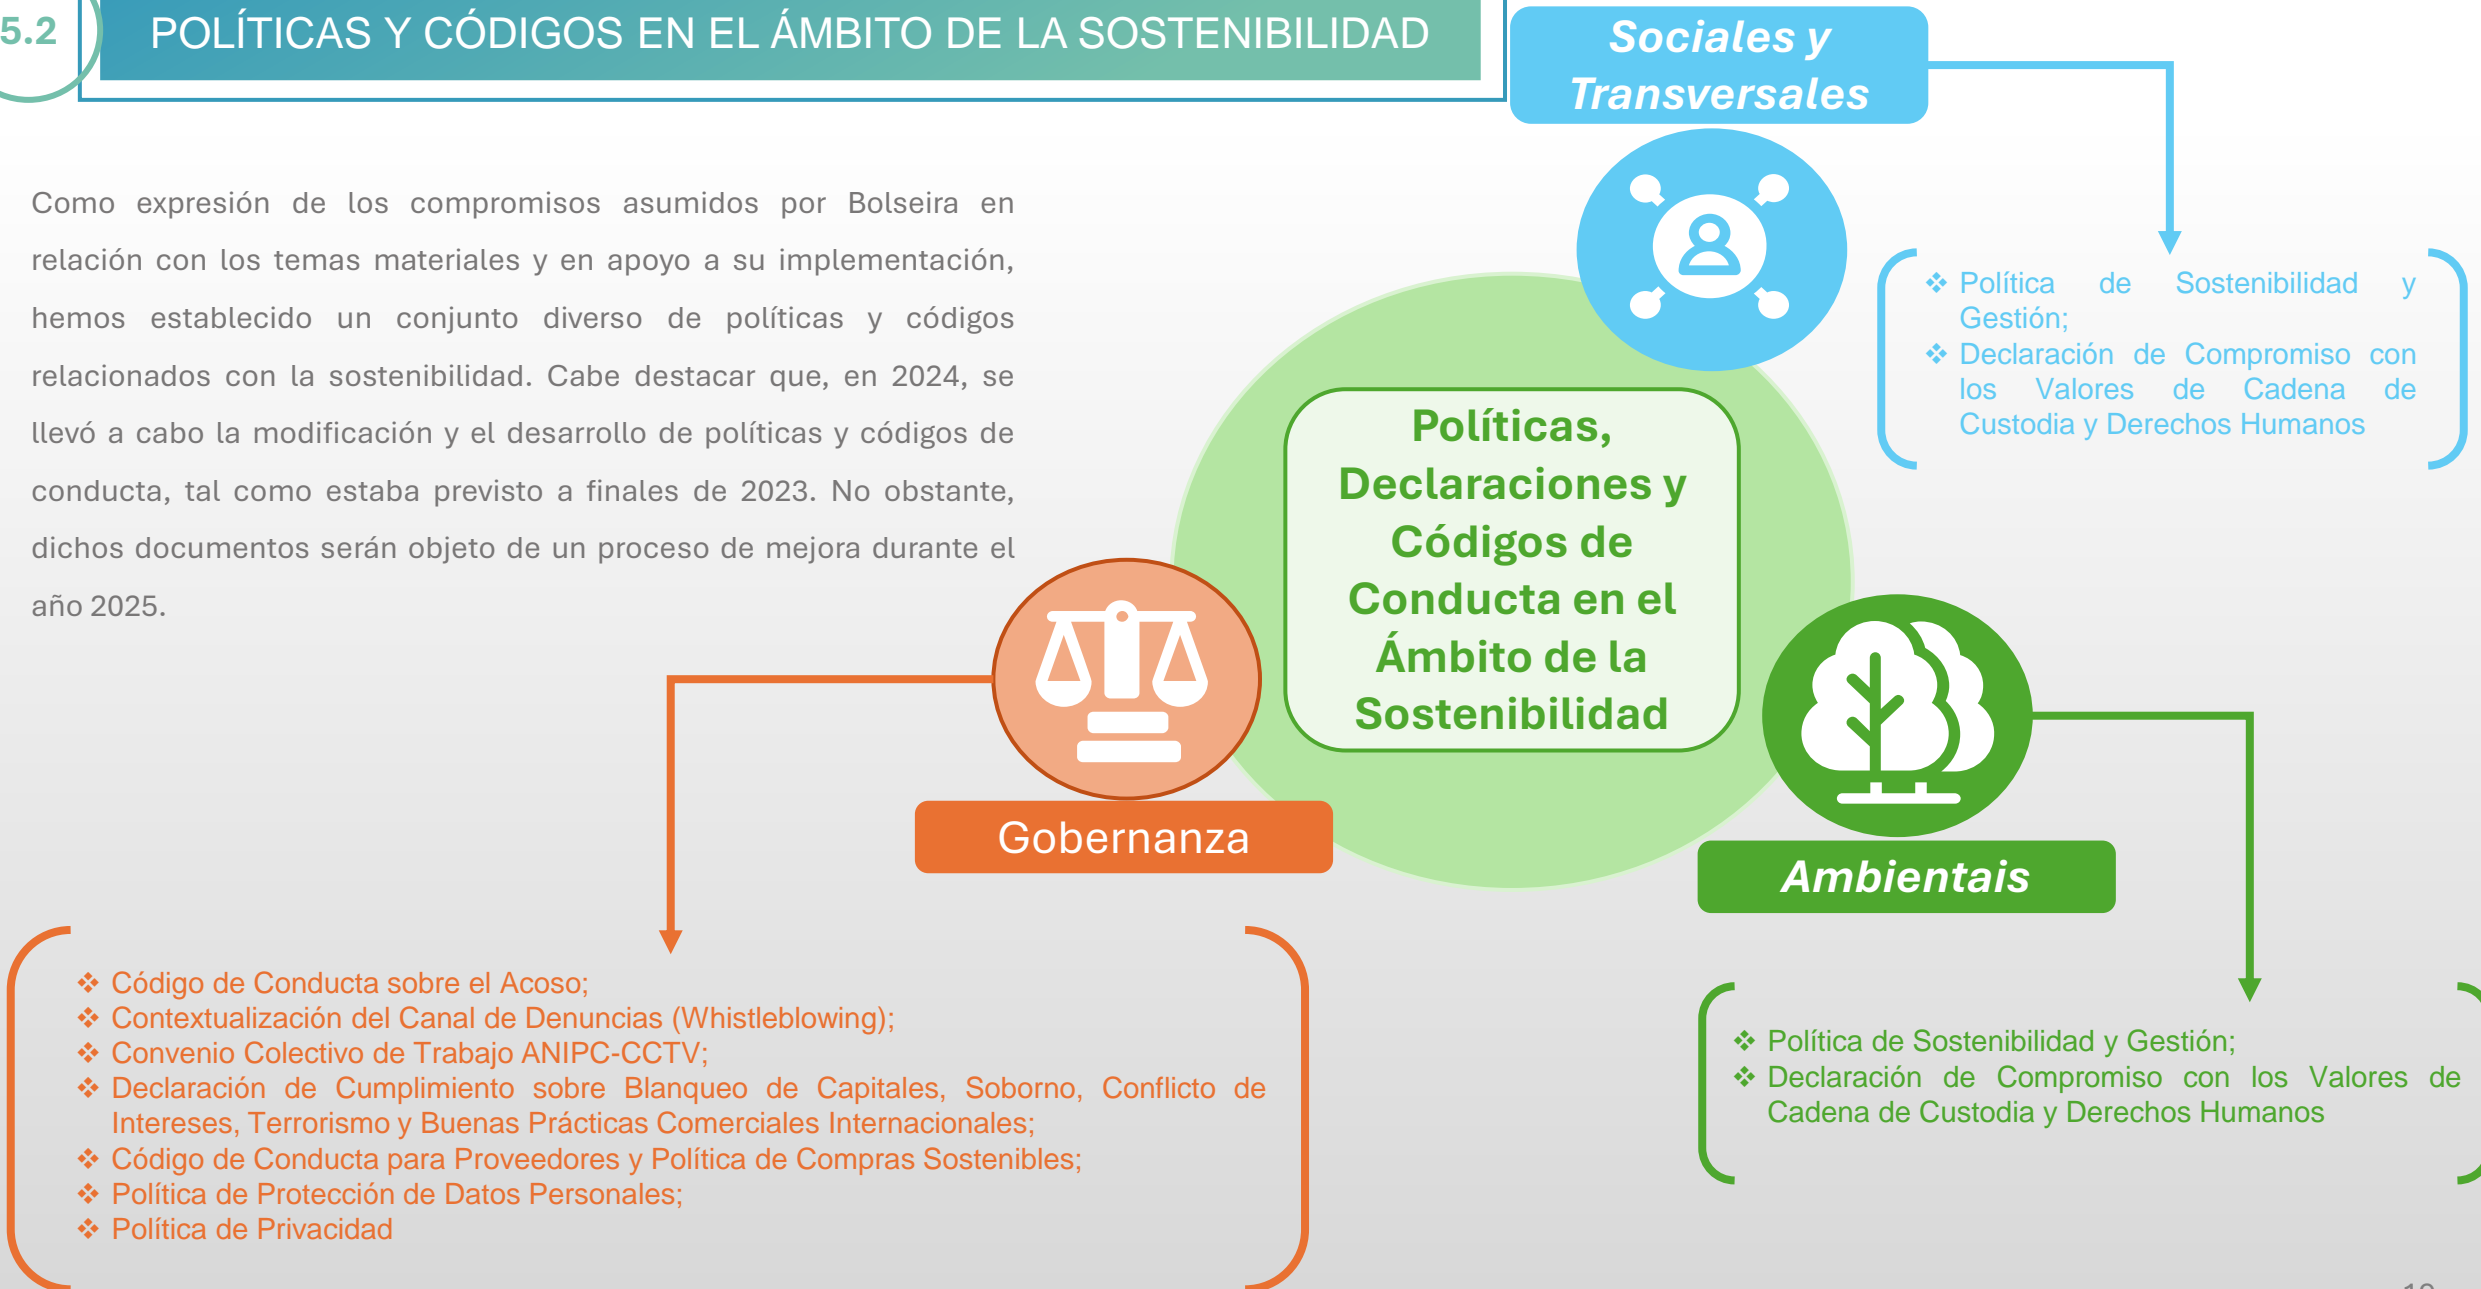 5.2
POLÍTICAS Y CÓDIGOS EN EL ÁMBITO DE LA SOSTENIBILIDAD
Como expresión de los compromisos asumidos por Bolseira en
relación con los temas materiales y en apoyo a su implementación,
hemos establecido un conjunto diverso de políticas y códigos
relacionados con la sostenibilidad. Cabe destacar que, en 2024, se
llevó a cabo la modificación y el desarrollo de políticas y códigos de
conducta, tal como estaba previsto a finales de 2023. No obstante,
dichos documentos serán objeto de un proceso de mejora durante el
año 2025.
Sociales y
Transversales
❖ Política de Sostenibilidad y
Gestión;
❖ Declaración de Compromiso con
los Valores de Cadena de
Custodia y Derechos Humanos
Políticas,
Declaraciones y
Códigos de
Conducta en el
Ámbito de la
Sostenibilidad
Gobernanza
❖ Código de Conducta sobre el Acoso;
❖ Contextualización del Canal de Denuncias (Whistleblowing);
❖ Convenio Colectivo de Trabajo ANIPC-CCTV;
❖ Declaración de Cumplimiento sobre Blanqueo de Capitales, Soborno, Conflicto de
Intereses, Terrorismo y Buenas Prácticas Comerciales Internacionales;
❖ Código de Conducta para Proveedores y Política de Compras Sostenibles;
❖ Política de Protección de Datos Personales;
❖ Política de Privacidad
Ambientais
❖ Política de Sostenibilidad y Gestión;
❖ Declaración de Compromiso con los Valores de
Cadena de Custodia y Derechos Humanos